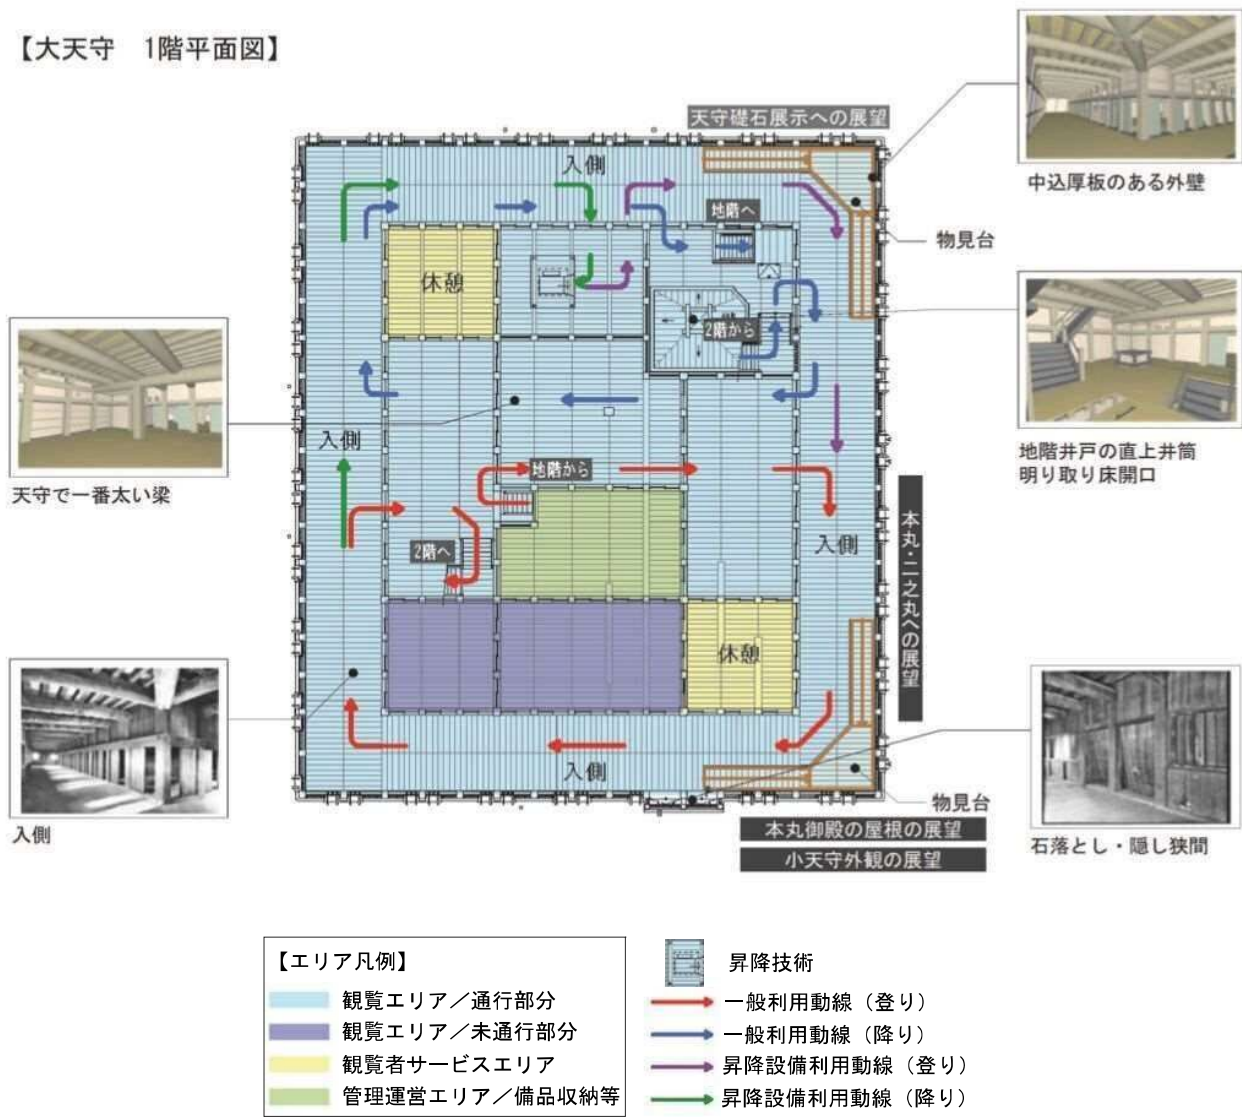 【大天守 1階平面図】
天守礎石展示への展望
中込厚板のある外壁
入側
地階へ
物見台
休憩
2階から
地階井戸の直上井筒
明り取り床開口
入側
天守で一番太い梁
地階から
2階へ
入側
本丸・二之丸への展望
休憩
入側
入側
物見台
本丸御殿の屋根の展望
小天守外観の展望
石落とし・隠し狭間
【エリア凡例】
観覧エリア／通行部分
観覧エリア／未通行部分
観覧者サービスエリア
管理運営エリア／備品収納等
昇降技術
一般利用動線（登り）
一般利用動線（降り）
昇降設備利用動線（登り）
昇降設備利用動線（降り）